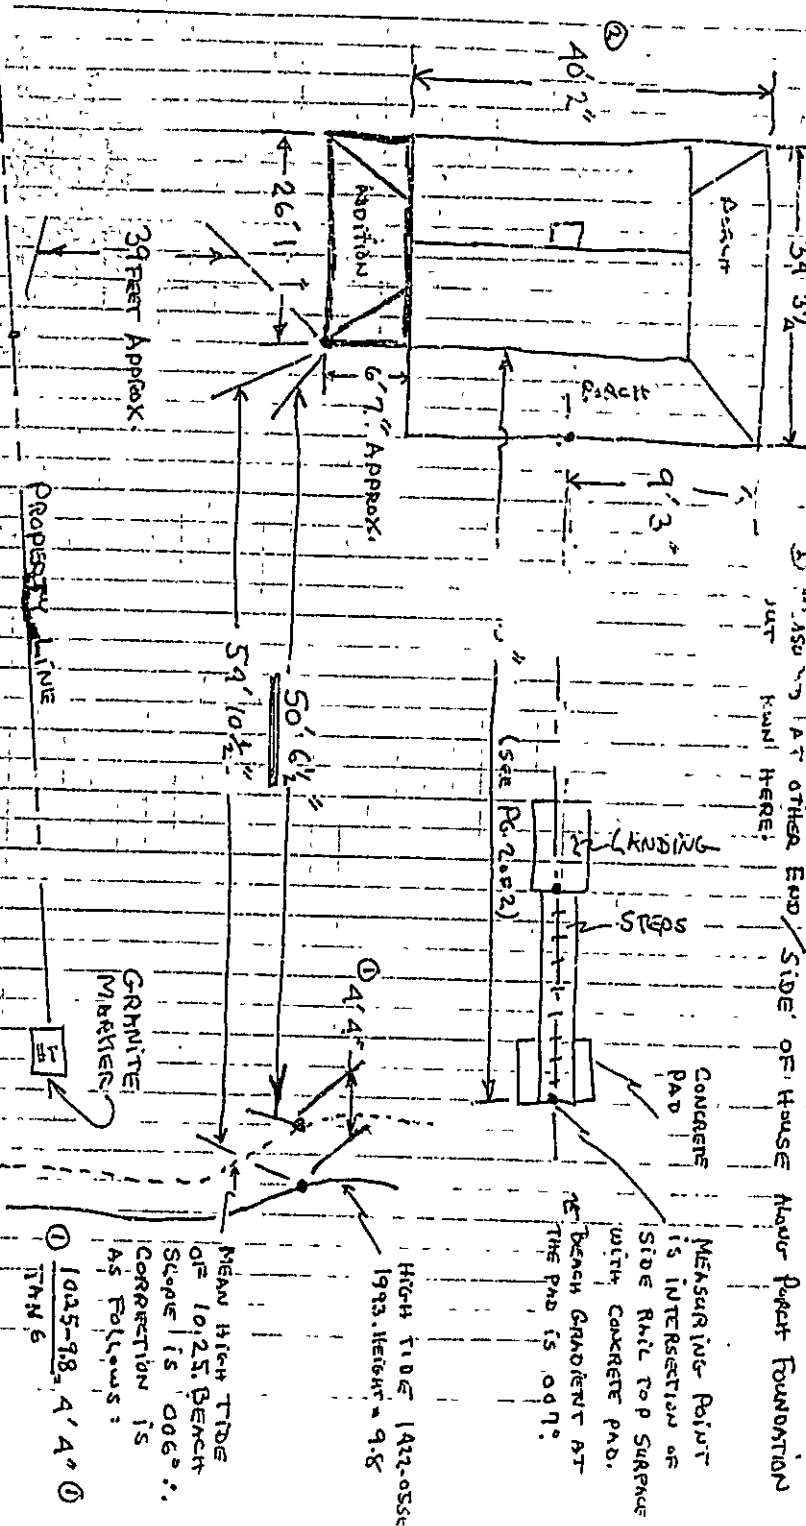 ②
40' 2"
39' 3¼
PORCH
ADDITION
26' 1"
39 FEET APPROX.
6' 7" APPROX.
PORCH
9' 3"
AT OTHER END/SIDE OF HOUSE ALONG PORCH FOUNDATION
HERE.
(SEE PG. 2 OF 2)
LANDING
STEPS
CONCRETE
PAD
MEASURING POINT
IS INTERSECTION OF
SIDE RAIL TOP SURFACE
WITH CONCRETE PAD.
BEACH GRADIENT AT
THE PAD IS 007°
50' 6½"
54' 10½"
① 4' 4"
HIGH TIDE 1422-05SE
1993. HEIGHT = 9.8
MEAN HIGH TIDE
OF 10.25. BEACH
SLOPE IS 006° ∴
CORRECTION IS
AS FOLLOWS:
① 10.25-9.8 = 4' 4" ①
TAN 6
PROPERTY LINE
GRANITE
MARKER